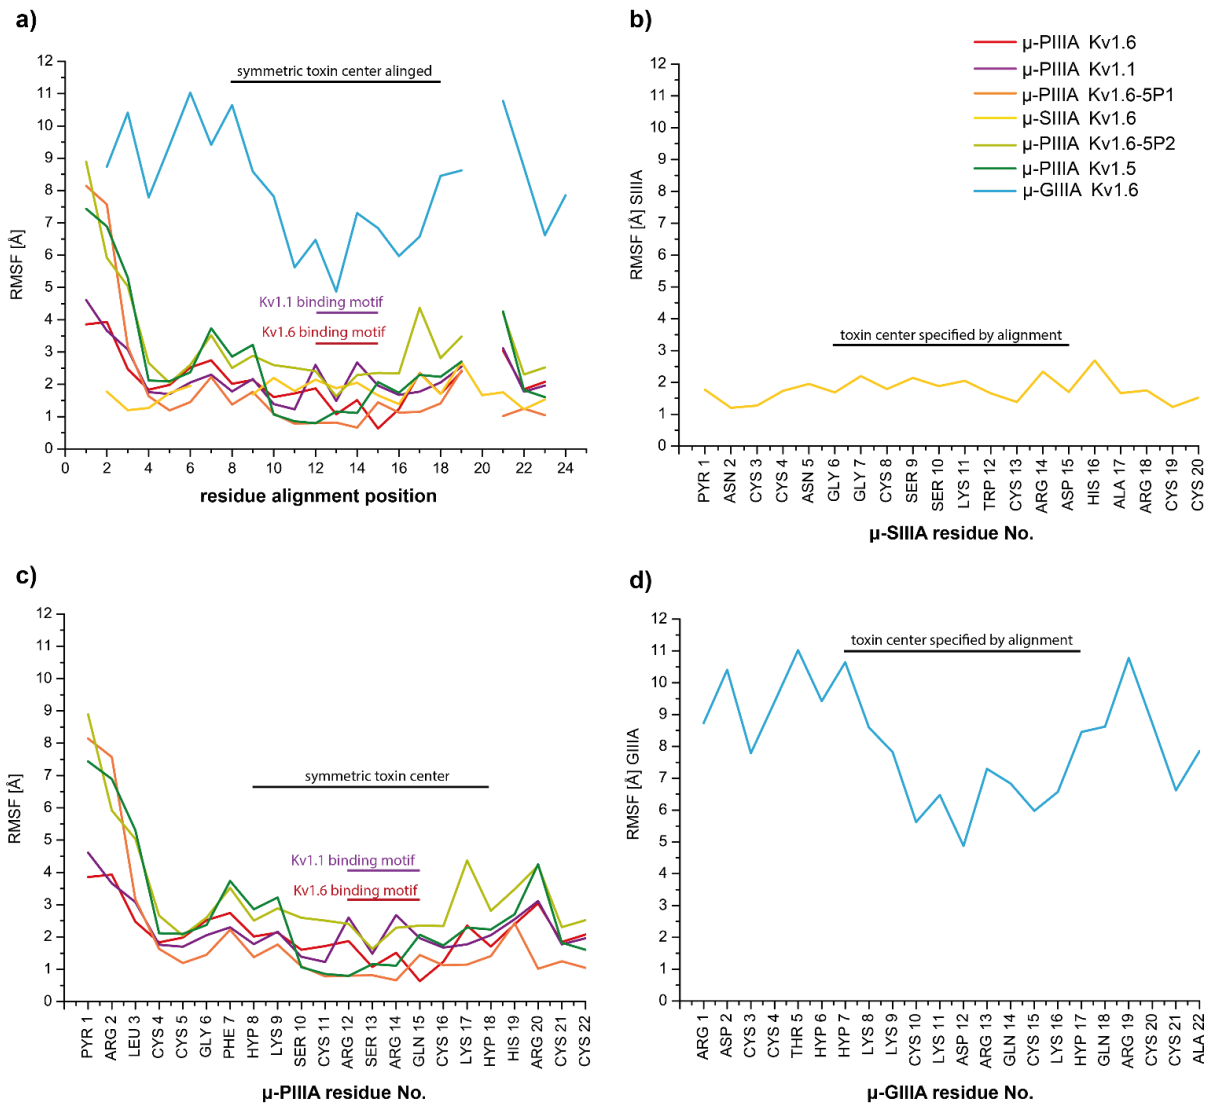 a)
12
11
10
9
8
7
6
5
4
3
2
1
0
RMSF [Å]
symmetric toxin center alinged
Kv1.1 binding motif
Kv1.6 binding motif
0 2 4 6 8 10 12 14 16 18 20 22 24
residue alignment position
b)
μ-PIIIA Kv1.6
μ-PIIIA Kv1.1
μ-PIIIA Kv1.6-5P1
μ-SIIIA Kv1.6
μ-PIIIA Kv1.6-5P2
μ-PIIIA Kv1.5
μ-GIIIA Kv1.6
12
11
10
9
8
7
6
5
4
3
2
1
0
RMSF [Å] SIIIA
toxin center specified by alignment
PYR 1
ASN 2
CYS 3
CYS 4
ASN 5
GLY 6
GLY 7
CYS 8
SER 9
SER 10
LYS 11
TRP 12
CYS 13
ARG 14
ASP 15
HIS 16
ALA 17
ARG 18
CYS 19
CYS 20
μ-SIIIA residue No.
c)
12
11
10
9
8
7
6
5
4
3
2
1
0
RMSF [Å]
symmetric toxin center
Kv1.1 binding motif
Kv1.6 binding motif
PYR 1
ARG 2
LEU 3
CYS 4
CYS 5
GLY 6
PHE 7
HYP 8
LYS 9
SER 10
CYS 11
ARG 12
SER 13
ARG 14
GLN 15
CYS 16
LYS 17
HYP 18
HIS 19
ARG 20
CYS 21
CYS 22
μ-PIIIA residue No.
d)
12
11
10
9
8
7
6
5
4
3
2
1
0
RMSF [Å] GIIIA
toxin center specified by alignment
ARG 1
ASP 2
CYS 3
CYS 4
THR 5
HYP 6
HYP 7
LYS 8
LYS 9
CYS 10
LYS 11
ASP 12
ARG 13
GLN 14
CYS 15
LYS 16
HYP 17
GLN 18
ARG 19
CYS 20
CYS 21
ALA 22
μ-GIIIA residue No.